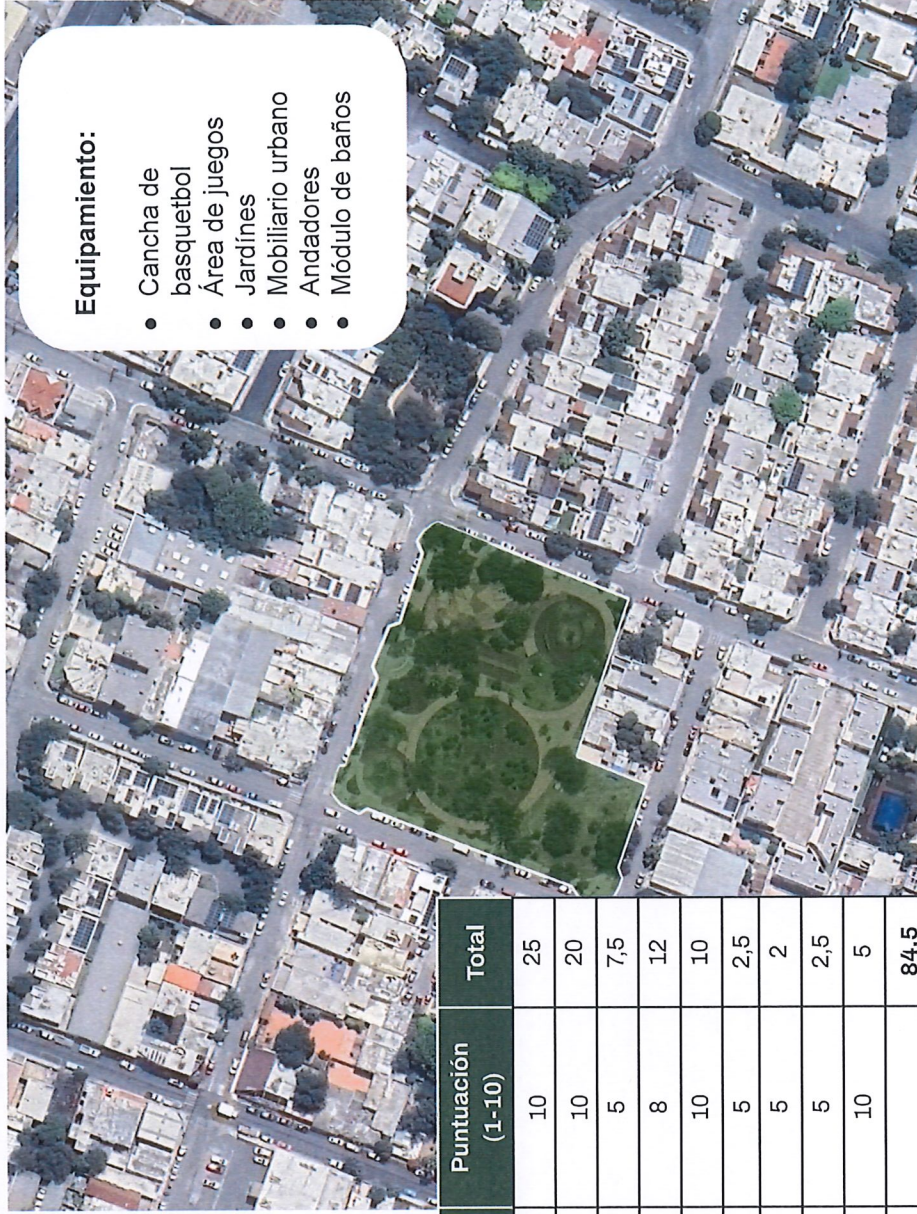 Equipamiento:
• Cancha de
basquetbol
• Área de juegos
• Jardines
• Mobiliario urbano
• Andadores
• Módulo de baños
Puntuación (1-10) Total
10 25
10 20
5 7,5
8 12
10 10
5 2,5
5 2
5 2,5
10 5
84,5